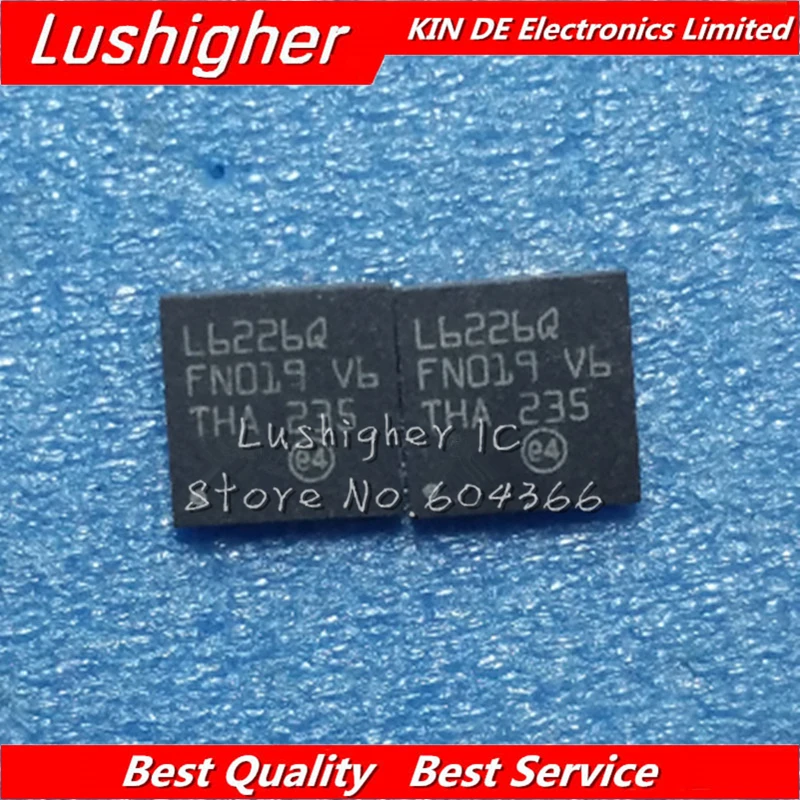 Lushigher
KIN DE Electronics Limited
L6226Q
FN019 V6
THA 235
e4
L6226Q
FN019 V6
THA 235
e4
Lushigher IC
Store No.604366
Best Quality Best Service